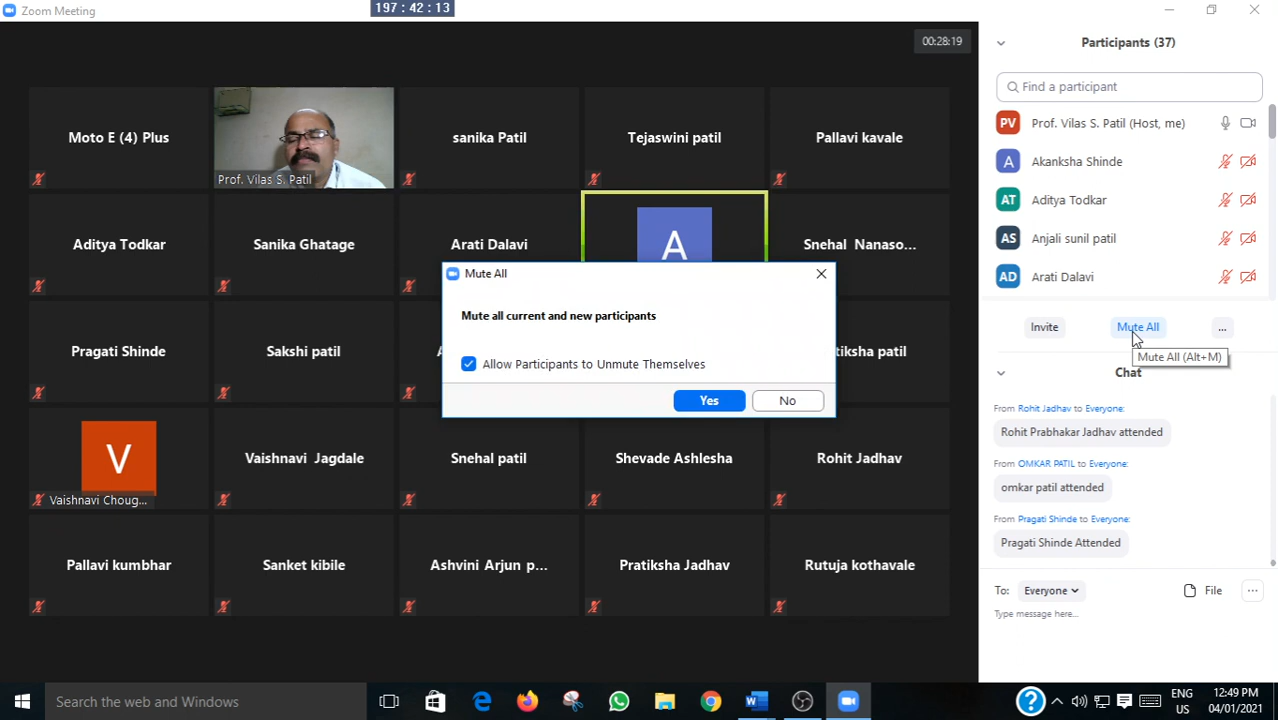 Zoom Meeting
197 : 42 : 13
00:28:19
Moto E (4) Plus
Prof. Vilas S. Patil
sanika Patil
Tejaswini patil
Pallavi kavale
Aditya Todkar
Sanika Ghatage
Arati Dalavi
A
Snehal Nanaso...
Pragati Shinde
Sakshi patil
tiksha patil
V
Vaishnavi Choug...
Vaishnavi Jagdale
Snehal patil
Shevade Ashlesha
Rohit Jadhav
Pallavi kumbhar
Sanket kibile
Ashvini Arjun p...
Pratiksha Jadhav
Rutuja kothavale
Mute All
Mute all current and new participants
Allow Participants to Unmute Themselves
Yes
No
Participants (37)
Find a participant
PV Prof. Vilas S. Patil (Host, me)
A Akanksha Shinde
AT Aditya Todkar
AS Anjali sunil patil
AD Arati Dalavi
Invite
Mute All
...
Mute All (Alt+M)
Chat
From Rohit Jadhav to Everyone:
Rohit Prabhakar Jadhav attended
From OMKAR PATIL to Everyone:
omkar patil attended
From Pragati Shinde to Everyone:
Pragati Shinde Attended
To: Everyone
File
Type message here...
Search the web and Windows
ENG
US
12:49 PM
04/01/2021